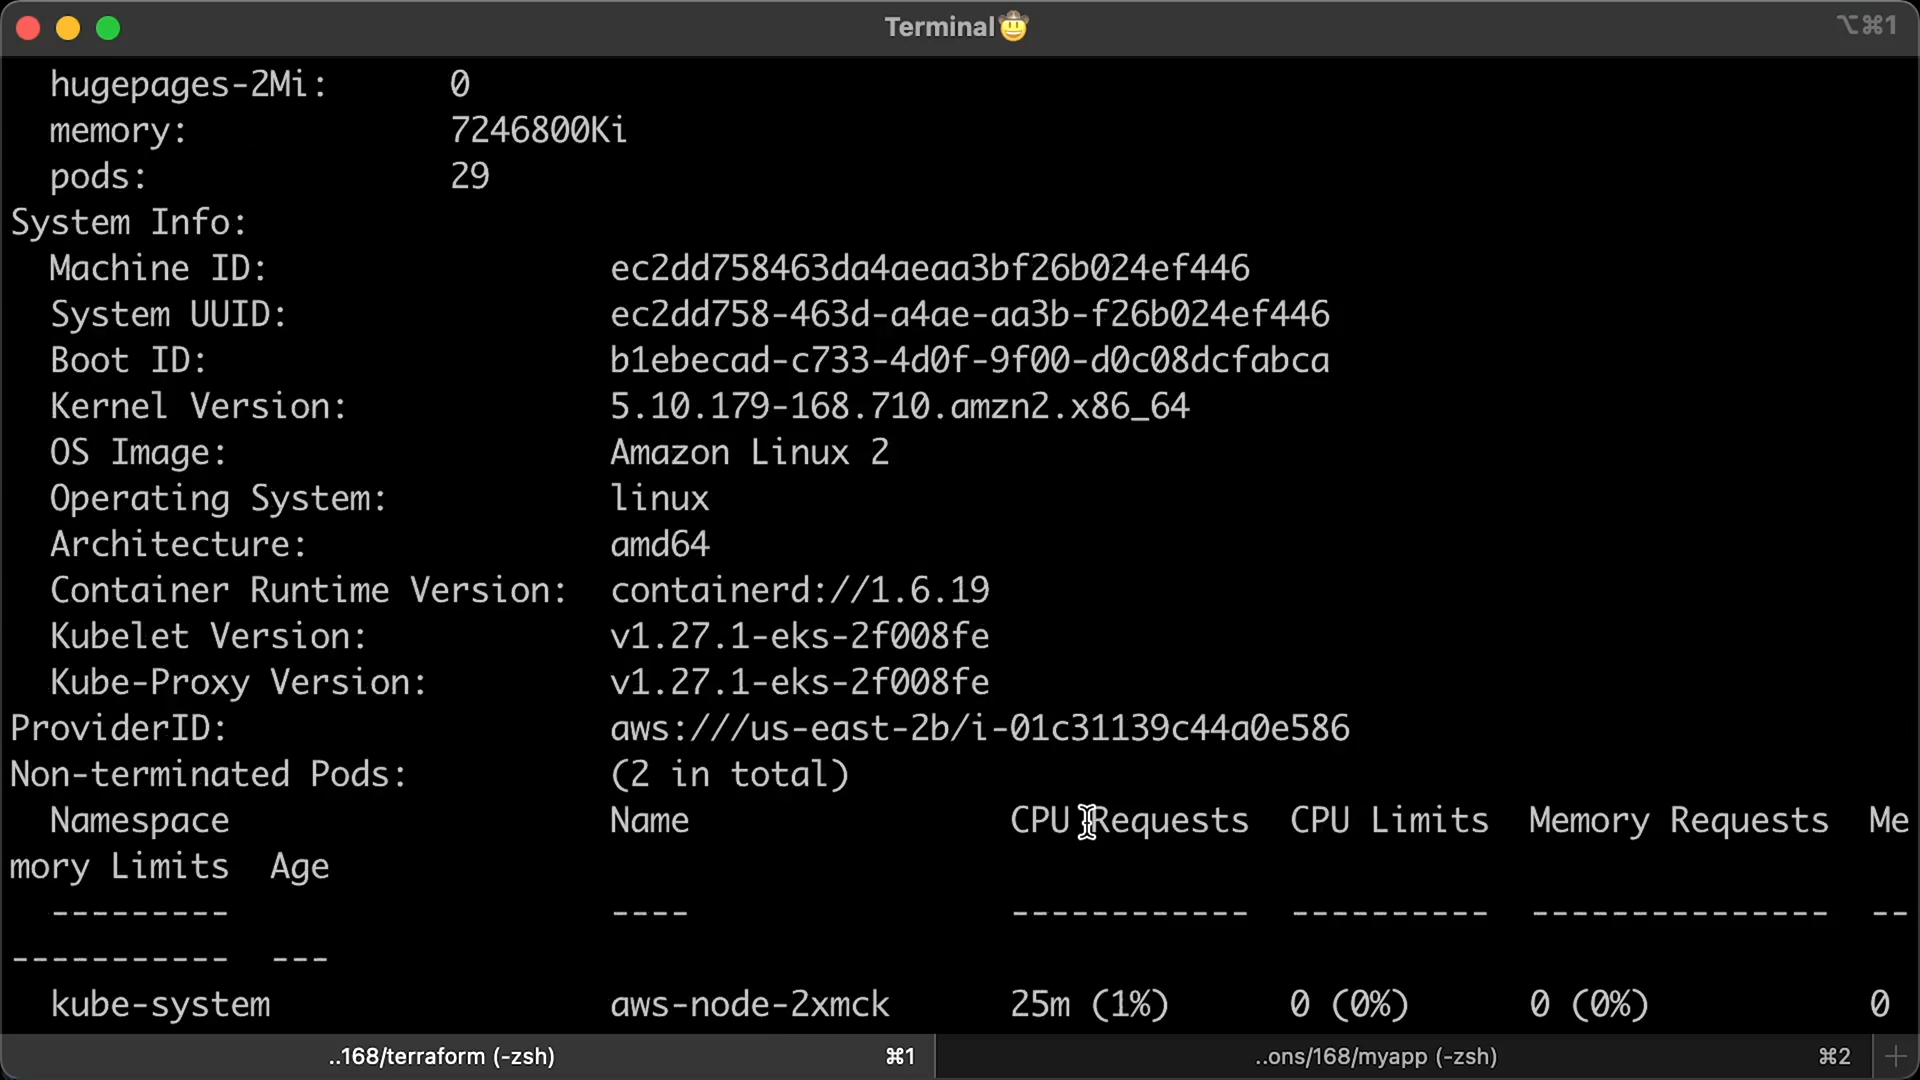 Terminal🤠 ⌥⌘1
hugepages-2Mi: 0
memory: 7246800Ki
pods: 29
System Info:
Machine ID: ec2dd758463da4aeaa3bf26b024ef446
System UUID: ec2dd758-463d-a4ae-aa3b-f26b024ef446
Boot ID: b1ebecad-c733-4d0f-9f00-d0c08dcfabca
Kernel Version: 5.10.179-168.710.amzn2.x86_64
OS Image: Amazon Linux 2
Operating System: linux
Architecture: amd64
Container Runtime Version: containerd://1.6.19
Kubelet Version: v1.27.1-eks-2f008fe
Kube-Proxy Version: v1.27.1-eks-2f008fe
ProviderID: aws:///us-east-2b/i-01c31139c44a0e586
Non-terminated Pods: (2 in total)
Namespace Name CPU Requests CPU Limits Memory Requests Me
mory Limits Age
--------- ---- ------------ ---------- --------------- --
----------- ---
kube-system aws-node-2xmck 25m (1%) 0 (0%) 0 (0%) 0
..168/terraform (-zsh) ⌘1 ..ons/168/myapp (-zsh) ⌘2 +